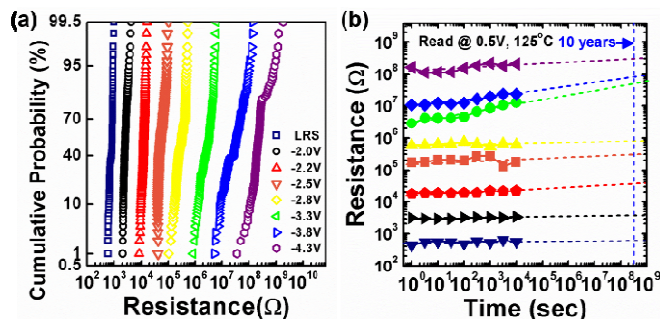 (a)
Cumulative Probability (%)
99.5
95
70
40
10
1
0.5
LRS
-2.0V
-2.2V
-2.5V
-2.8V
-3.3V
-3.8V
-4.3V
10² 10³ 10⁴ 10⁵ 10⁶ 10⁷ 10⁸ 10⁹ 10¹⁰
Resistance(Ω)
(b)
Resistance (Ω)
10⁹
10⁸
10⁷
10⁶
10⁵
10⁴
10³
10²
Read @ 0.5V, 125°C 10 years
10⁰ 10¹ 10² 10³ 10⁴ 10⁵ 10⁶ 10⁷ 10⁸ 10⁹
Time (sec)